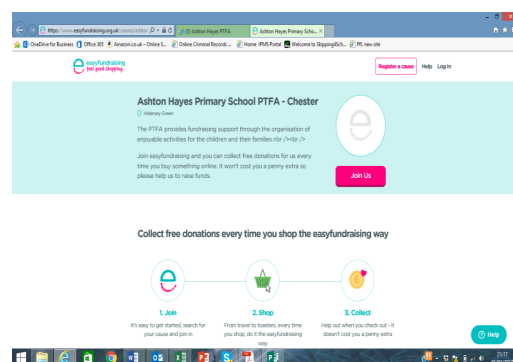 https://www.easyfundraising.org.uk/causes/ashton
(3) Ashton Hayes PTFA
Ashton Hayes Primary Scho...
OneDrive for Business
Office 365
Amazon.co.uk – Online S...
Online Criminal Records ...
Home IPMS Portal
Welcome to Skipping4Sch...
PfL new site
easyfundraising
feel good shopping
Register a cause
Help
Log In
Ashton Hayes Primary School PTFA - Chester
Aldersey Green
The PTFA provides fundraising support through the organisation of
enjoyable activities for the children and their families.<br /><br />
Join easyfundraising and you can collect free donations for us every
time you buy something online. It won't cost you a penny extra so
please help us to raise funds.
Join Us
Collect free donations every time you shop the easyfundraising way
1. Join
2. Shop
3. Collect
It's easy to get started, search for
your cause and join in
From travel to toasters, every time
you shop, do it the easyfundraising
way
Help out when you check out - it
doesn't cost you a penny extra
Help
21:17